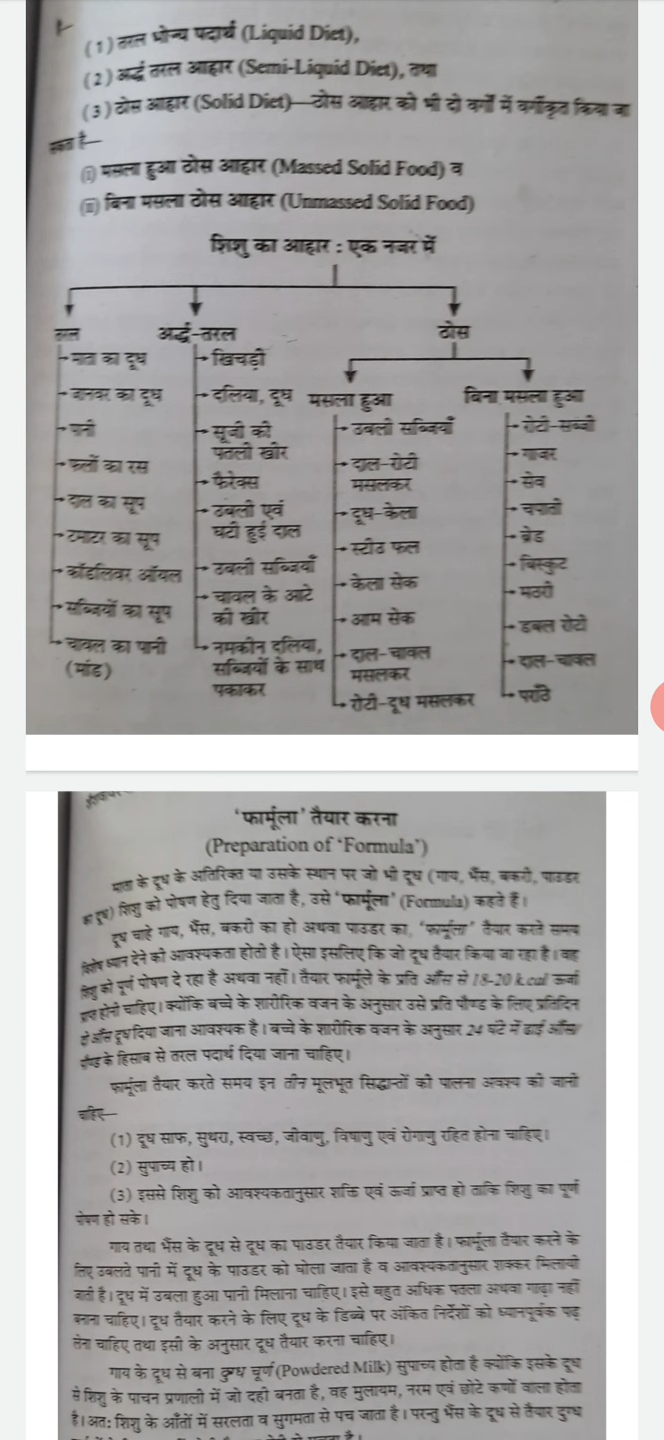 (1) तरल भोज्य पदार्थ (Liquid Diet),
(2) अर्द्ध तरल आहार (Semi-Liquid Diet), तथा
(3) ठोस आहार (Solid Diet)—ठोस आहार को भी दो वर्गों में वर्गीकृत किया जा
सकता है—
(i) मसला हुआ ठोस आहार (Massed Solid Food) व
(ii) बिना मसला ठोस आहार (Unmassed Solid Food)
शिशु का आहार : एक नजर में
तरल
माता का दूध
जानवर का दूध
पानी
फलों का रस
दाल का सूप
टमाटर का सूप
कॉडलिवर ऑयल
सब्जियों का सूप
चावल का पानी
(मांड)
अर्द्ध-तरल
खिचड़ी
दलिया, दूध
सूजी की
पतली खीर
फैरेक्स
उबली एवं
घटी हुई दाल
उबली सब्जियाँ
चावल के आटे
की खीर
नमकीन दलिया,
सब्जियों के साथ
पकाकर
ठोस
मसला हुआ
उबली सब्जियाँ
दाल-रोटी
मसलकर
दूध-केला
स्टीउ फल
केला सेक
आम सेक
दाल-चावल
मसलकर
रोटी-दूध मसलकर
बिना मसला हुआ
रोटी-सब्जी
गाजर
सेव
चपाती
ब्रेड
बिस्कुट
मठरी
डबल रोटी
दाल-चावल
परांठे
'फार्मूला' तैयार करना
(Preparation of 'Formula')
माता के दूध के अतिरिक्त या उसके स्थान पर जो भी दूध (गाय, भैंस, बकरी, पाउडर
का दूध) शिशु को पोषण हेतु दिया जाता है, उसे 'फार्मूला' (Formula) कहते हैं।
दूध चाहे गाय, भैंस, बकरी का हो अथवा पाउडर का, 'फार्मूला' तैयार करते समय
विशेष ध्यान देने की आवश्यकता होती है। ऐसा इसलिए कि जो दूध तैयार किया जा रहा है। वह
शिशु को पूर्ण पोषण दे रहा है अथवा नहीं। तैयार फार्मूले के प्रति औंस से 18-20 k.cal ऊर्जा
प्राप्त होनी चाहिए। क्योंकि बच्चे के शारीरिक वजन के अनुसार उसे प्रति पौण्ड के लिए प्रतिदिन
दो औंस दूध दिया जाना आवश्यक है। बच्चे के शारीरिक वजन के अनुसार 24 घंटे में ढाई औंस/
पौण्ड के हिसाब से तरल पदार्थ दिया जाना चाहिए।
फार्मूला तैयार करते समय इन तीन मूलभूत सिद्धान्तों की पालना अवश्य की जानी
चाहिए—
(1) दूध साफ, सुथरा, स्वच्छ, जीवाणु, विषाणु एवं रोगाणु रहित होना चाहिए।
(2) सुपाच्य हो।
(3) इससे शिशु को आवश्यकतानुसार शक्ति एवं ऊर्जा प्राप्त हो ताकि शिशु का पूर्ण
पोषण हो सके।
गाय तथा भैंस के दूध से दूध का पाउडर तैयार किया जाता है। फार्मूला तैयार करने के
लिए उबलते पानी में दूध के पाउडर को घोला जाता है व आवश्यकतानुसार शक्कर मिलायी
जाती है। दूध में उबला हुआ पानी मिलाना चाहिए। इसे बहुत अधिक पतला अथवा गाढ़ा नहीं
बनाना चाहिए। दूध तैयार करने के लिए दूध के डिब्बे पर अंकित निर्देशों को ध्यानपूर्वक पढ़
लेना चाहिए तथा इसी के अनुसार दूध तैयार करना चाहिए।
गाय के दूध से बना दुग्ध चूर्ण (Powdered Milk) सुपाच्य होता है क्योंकि इसके दूध
से शिशु के पाचन प्रणाली में जो दही बनता है, वह मुलायम, नरम एवं छोटे कणों वाला होता
है। अतः शिशु के आँतों में सरलता व सुगमता से पच जाता है। परन्तु भैंस के दूध से तैयार दुग्ध